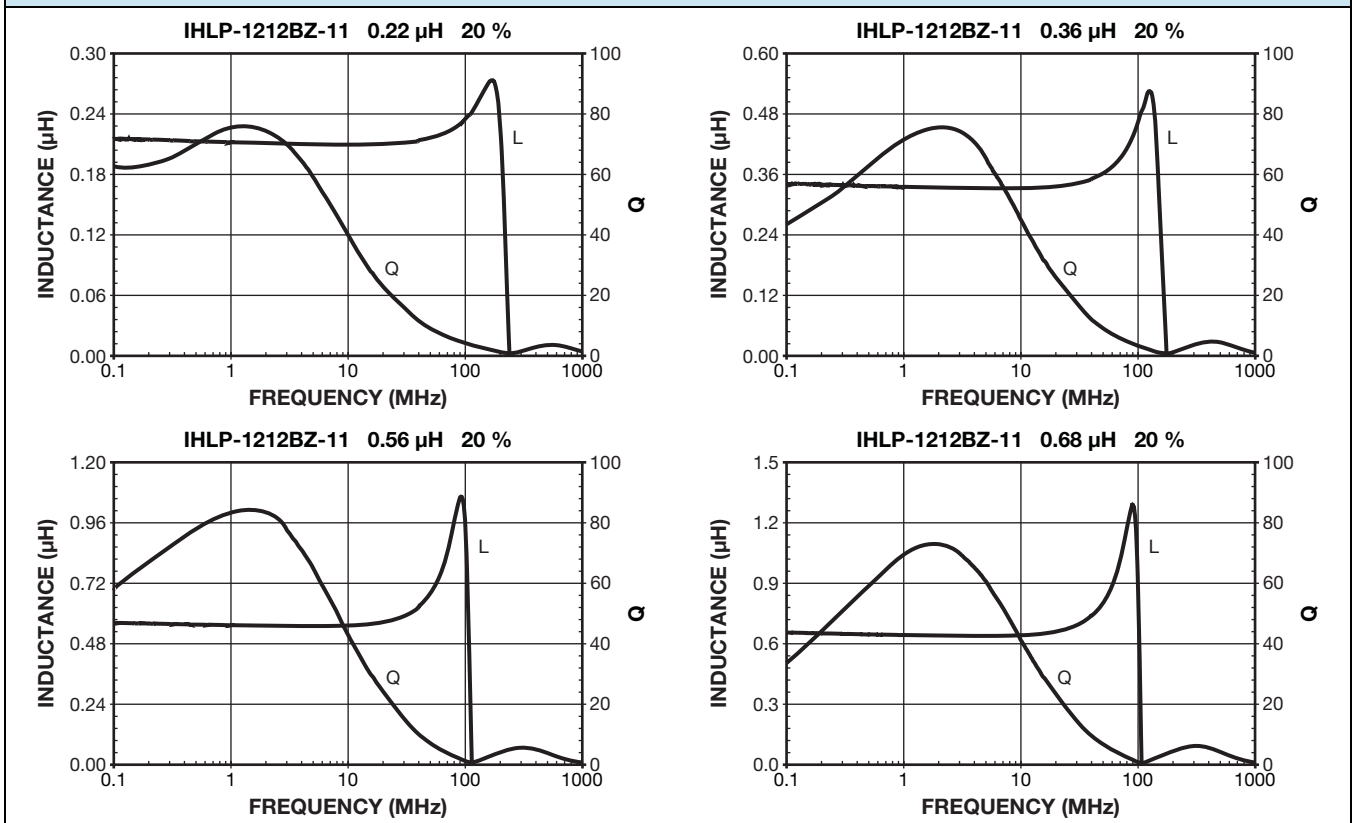 IHLP-1212BZ-11 0.22 µH 20 %
0.30
0.24
0.18
0.12
0.06
0.00
INDUCTANCE (µH)
100
80
60
40
20
0
Q
L
Q
0.1 1 10 100 1000
FREQUENCY (MHz)
IHLP-1212BZ-11 0.36 µH 20 %
0.60
0.48
0.36
0.24
0.12
0.00
INDUCTANCE (µH)
100
80
60
40
20
0
Q
L
Q
0.1 1 10 100 1000
FREQUENCY (MHz)
IHLP-1212BZ-11 0.56 µH 20 %
1.20
0.96
0.72
0.48
0.24
0.00
INDUCTANCE (µH)
100
80
60
40
20
0
Q
L
Q
0.1 1 10 100 1000
FREQUENCY (MHz)
IHLP-1212BZ-11 0.68 µH 20 %
1.5
1.2
0.9
0.6
0.3
0.0
INDUCTANCE (µH)
100
80
60
40
20
0
Q
L
Q
0.1 1 10 100 1000
FREQUENCY (MHz)